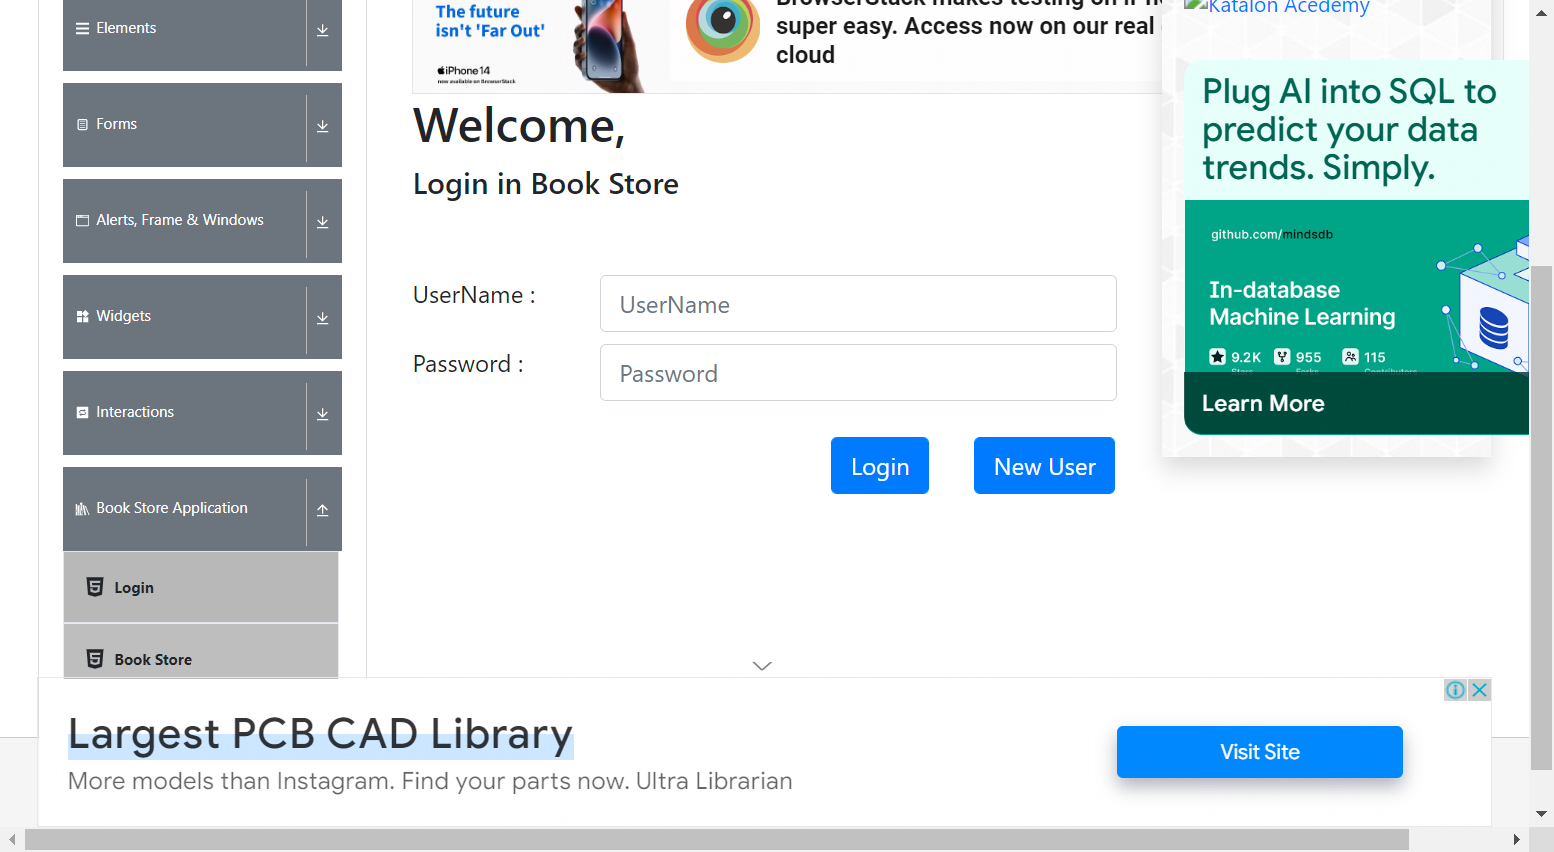 Elements
Forms
Alerts, Frame & Windows
Widgets
Interactions
Book Store Application
Login
Book Store
The future
isn't 'Far Out'
iPhone 14
now available on BrowserStack
super easy. Access now on our real
cloud
Welcome,
Login in Book Store
UserName :
UserName
Password :
Password
Login
New User
Katalon Acedemy
Plug AI into SQL to
predict your data
trends. Simply.
github.com/mindsdb
In-database
Machine Learning
9.2K 955 115
Learn More
Largest PCB CAD Library
More models than Instagram. Find your parts now. Ultra Librarian
Visit Site